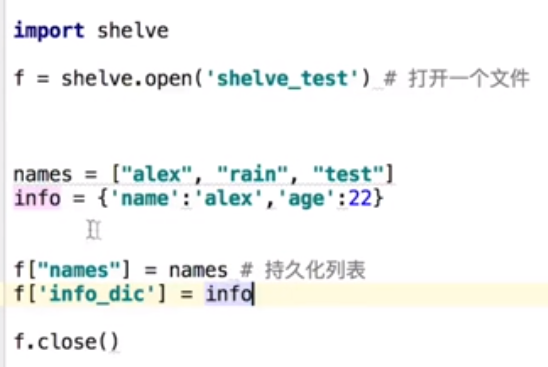 import shelve
f = shelve.open('shelve_test') # 打开一个文件
names = ["alex", "rain", "test"]
info = {'name':'alex','age':22}
f["names"] = names # 持久化列表
f['info_dic'] = info
f.close()